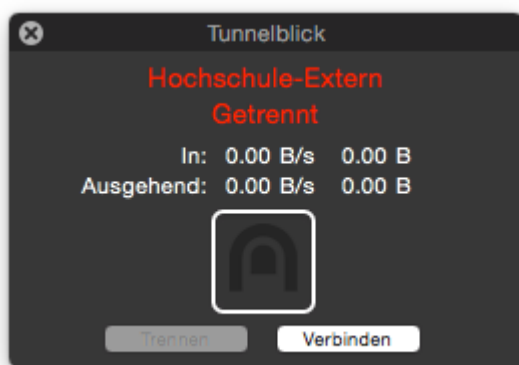 Tunnelblick
Hochschule-Extern
Getrennt
In: 0.00 B/s 0.00 B
Ausgehend: 0.00 B/s 0.00 B
Trennen Verbinden